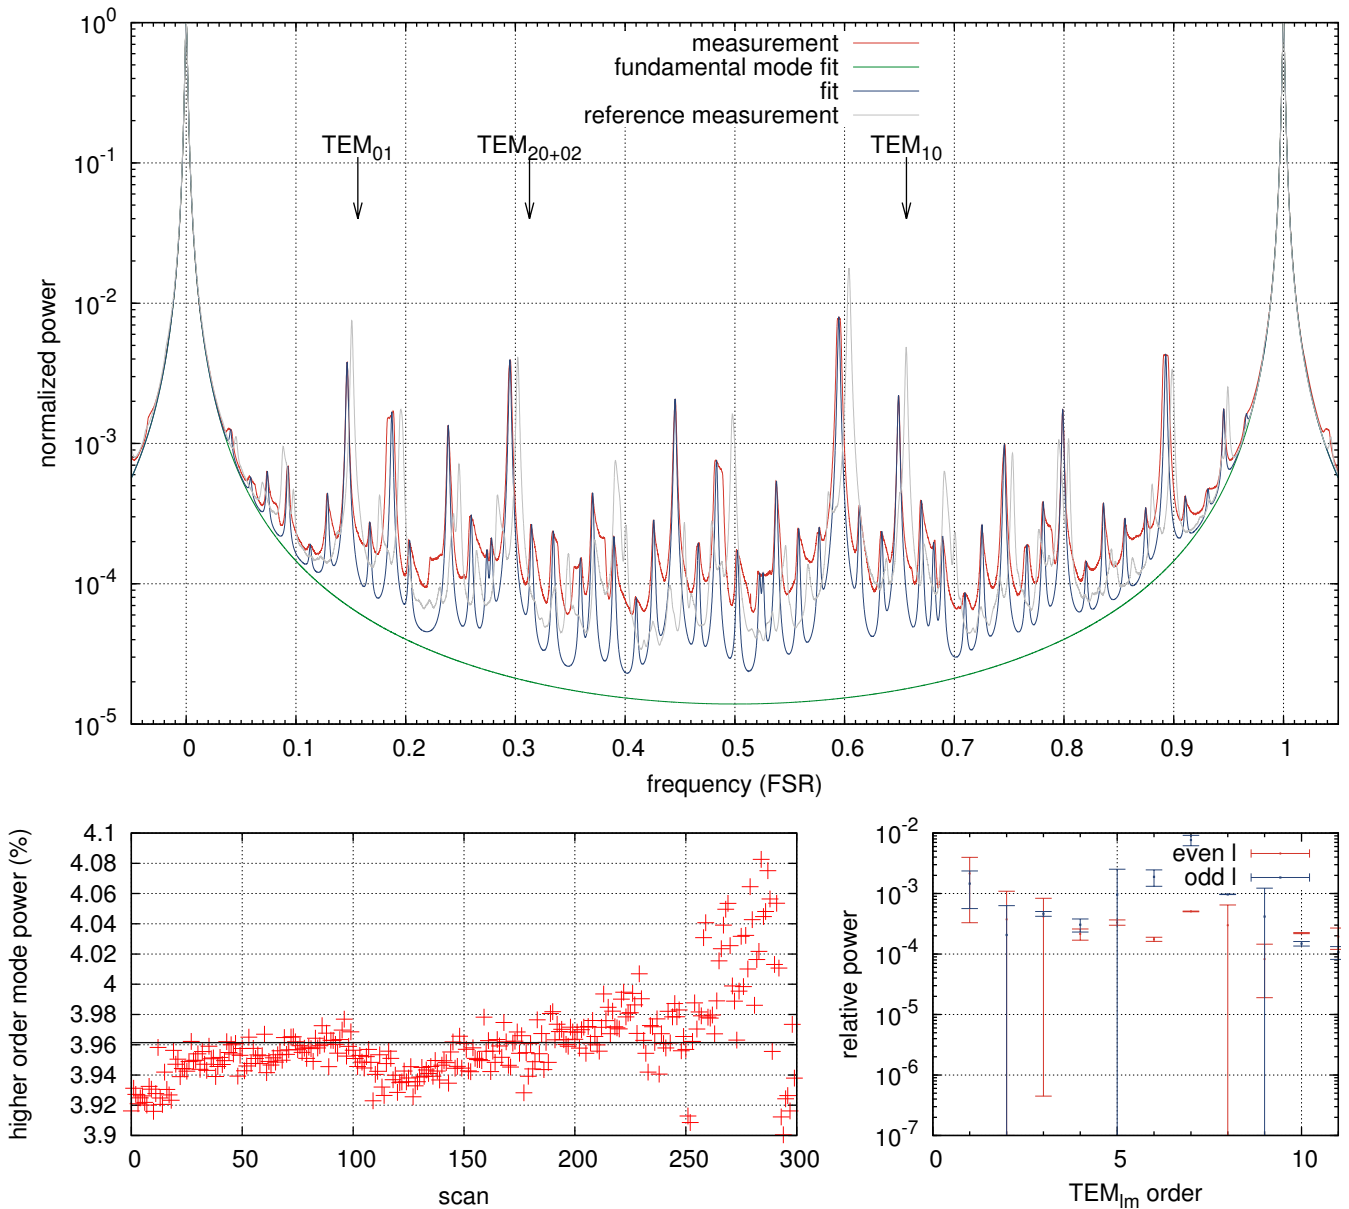 10^0
10^-1
10^-2
10^-3
10^-4
10^-5
normalized power
measurement
fundamental mode fit
fit
reference measurement
TEM_01
TEM_20+02
TEM_10
0 0.1 0.2 0.3 0.4 0.5 0.6 0.7 0.8 0.9 1
frequency (FSR)
higher order mode power (%)
4.1
4.08
4.06
4.04
4.02
4
3.98
3.96
3.94
3.92
3.9
0 50 100 150 200 250 300
scan
relative power
10^-2
10^-3
10^-4
10^-5
10^-6
10^-7
even l
odd l
0 5 10
TEM_lm order